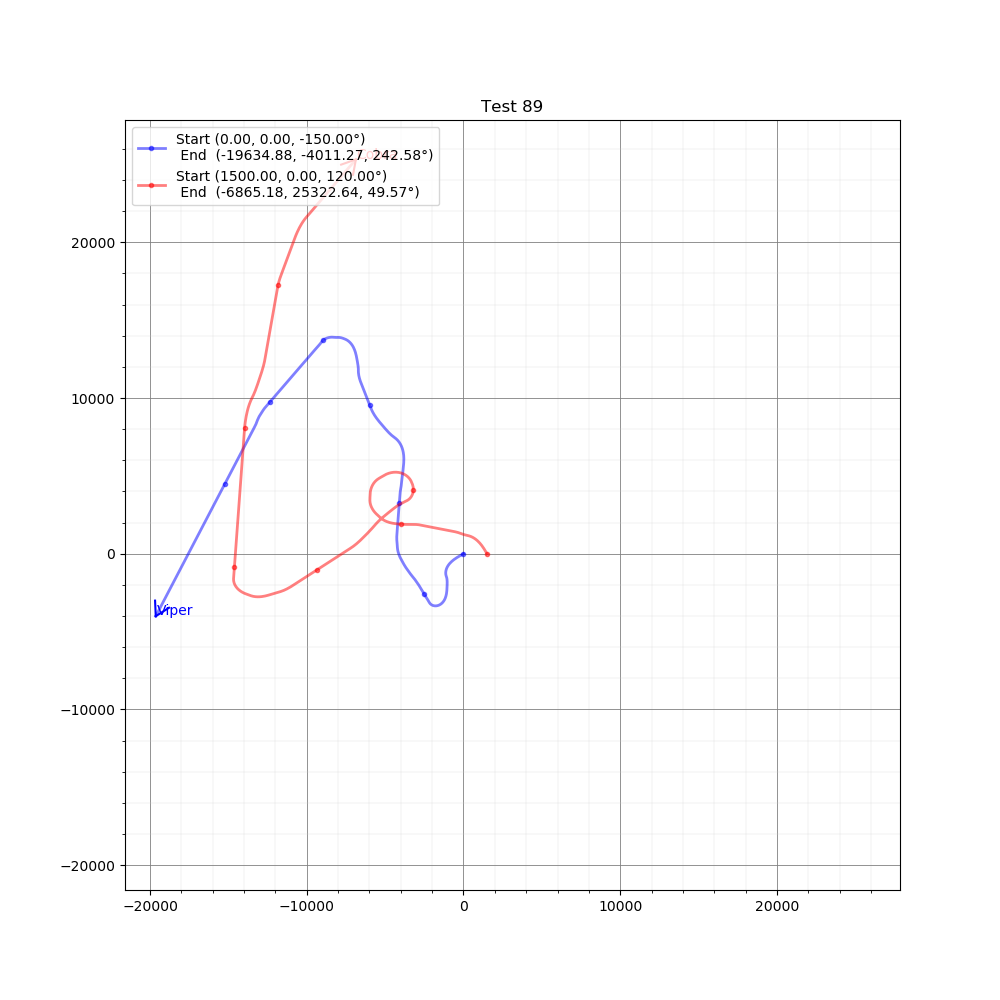 Test 89
Start (0.00, 0.00, -150.00°)
End (-19634.88, -4011.27, 242.58°)
Start (1500.00, 0.00, 120.00°)
End (-6865.18, 25322.64, 49.57°)
20000
10000
0
−10000
−20000
Viper
−20000
−10000
0
10000
20000